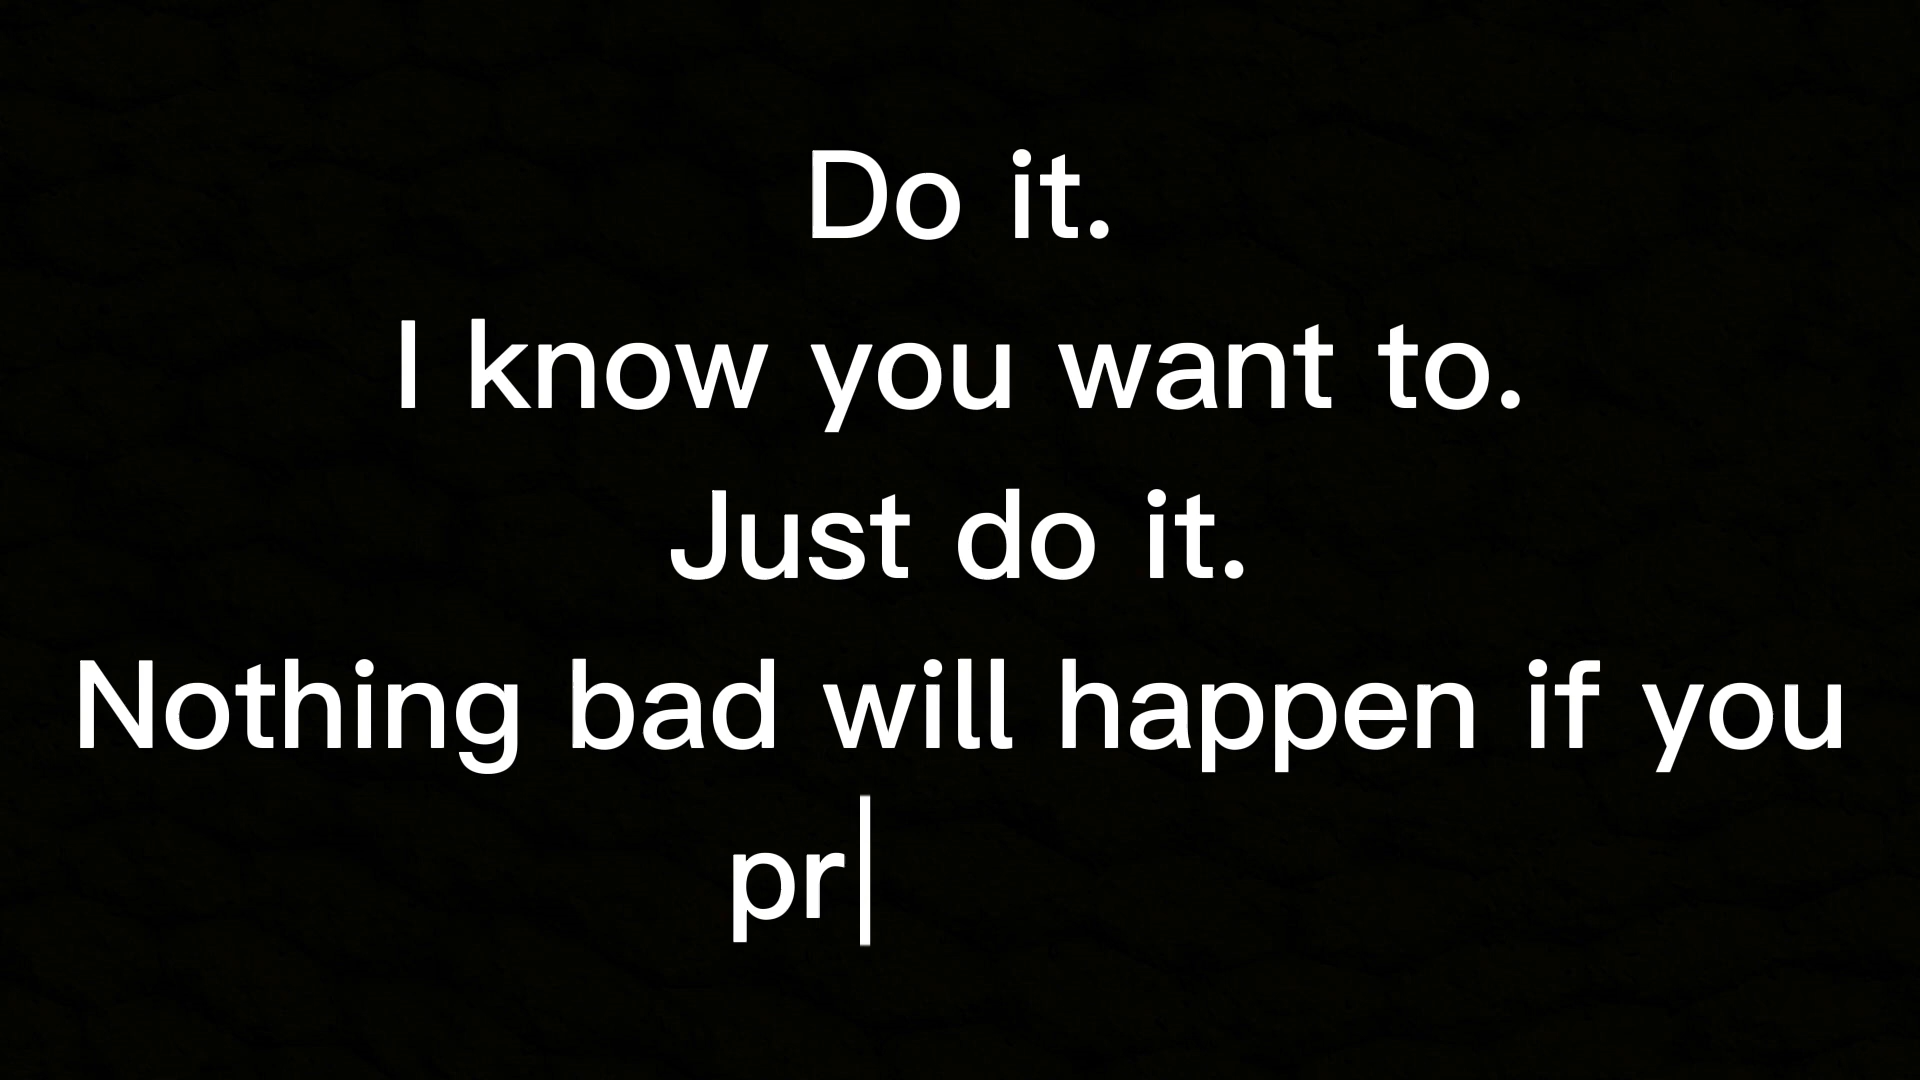 Do it.
I know you want to.
Just do it.
Nothing bad will happen if you
pr